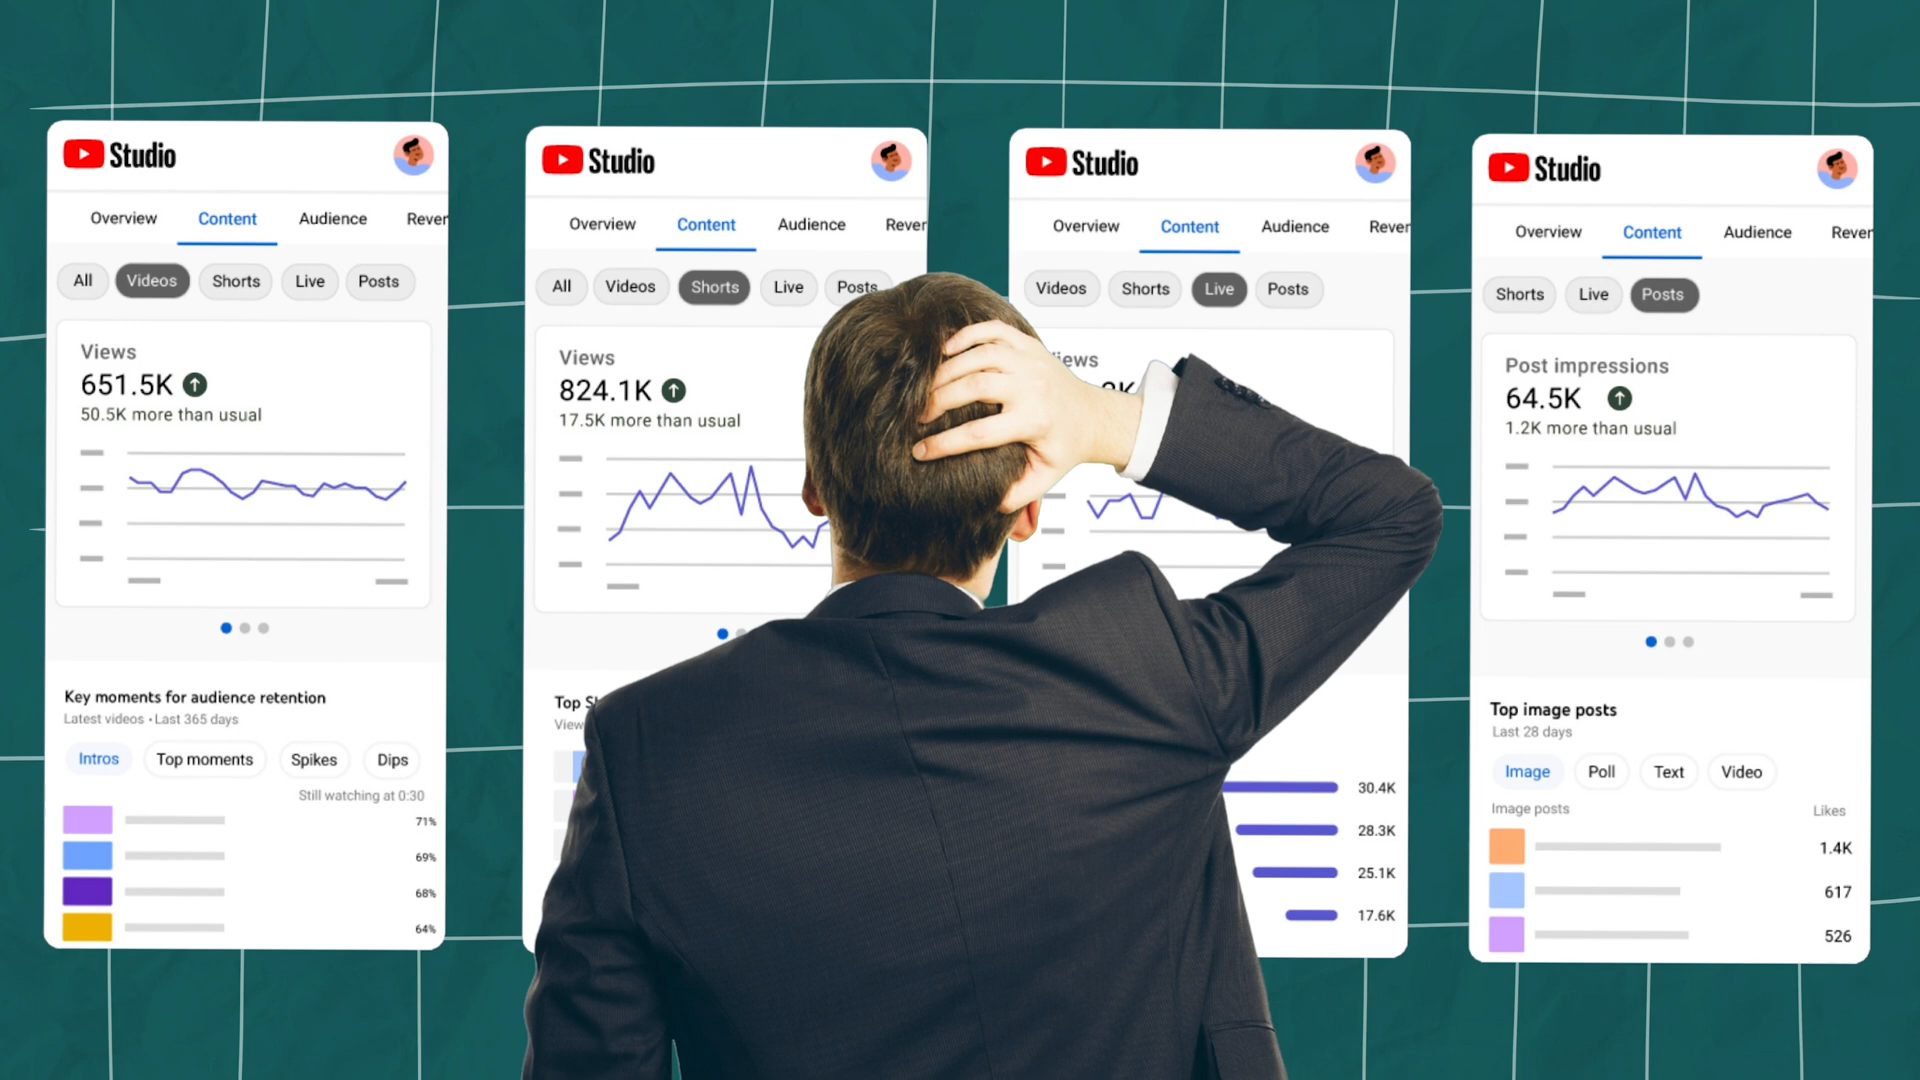 Studio
Overview Content Audience Rever
All Videos Shorts Live Posts
Views
651.5K
50.5K more than usual
Key moments for audience retention
Latest videos • Last 365 days
Intros Top moments Spikes Dips
Still watching at 0:30
71%
69%
68%
64%
Studio
Overview Content Audience Rever
All Videos Shorts Live Posts
Views
824.1K
17.5K more than usual
Top
Studio
Overview Content Audience Rever
Videos Shorts Live Posts
30.4K
28.3K
25.1K
17.6K
Studio
Overview Content Audience Rever
Shorts Live Posts
Post impressions
64.5K
1.2K more than usual
Top image posts
Last 28 days
Image Poll Text Video
Image posts Likes
1.4K
617
526